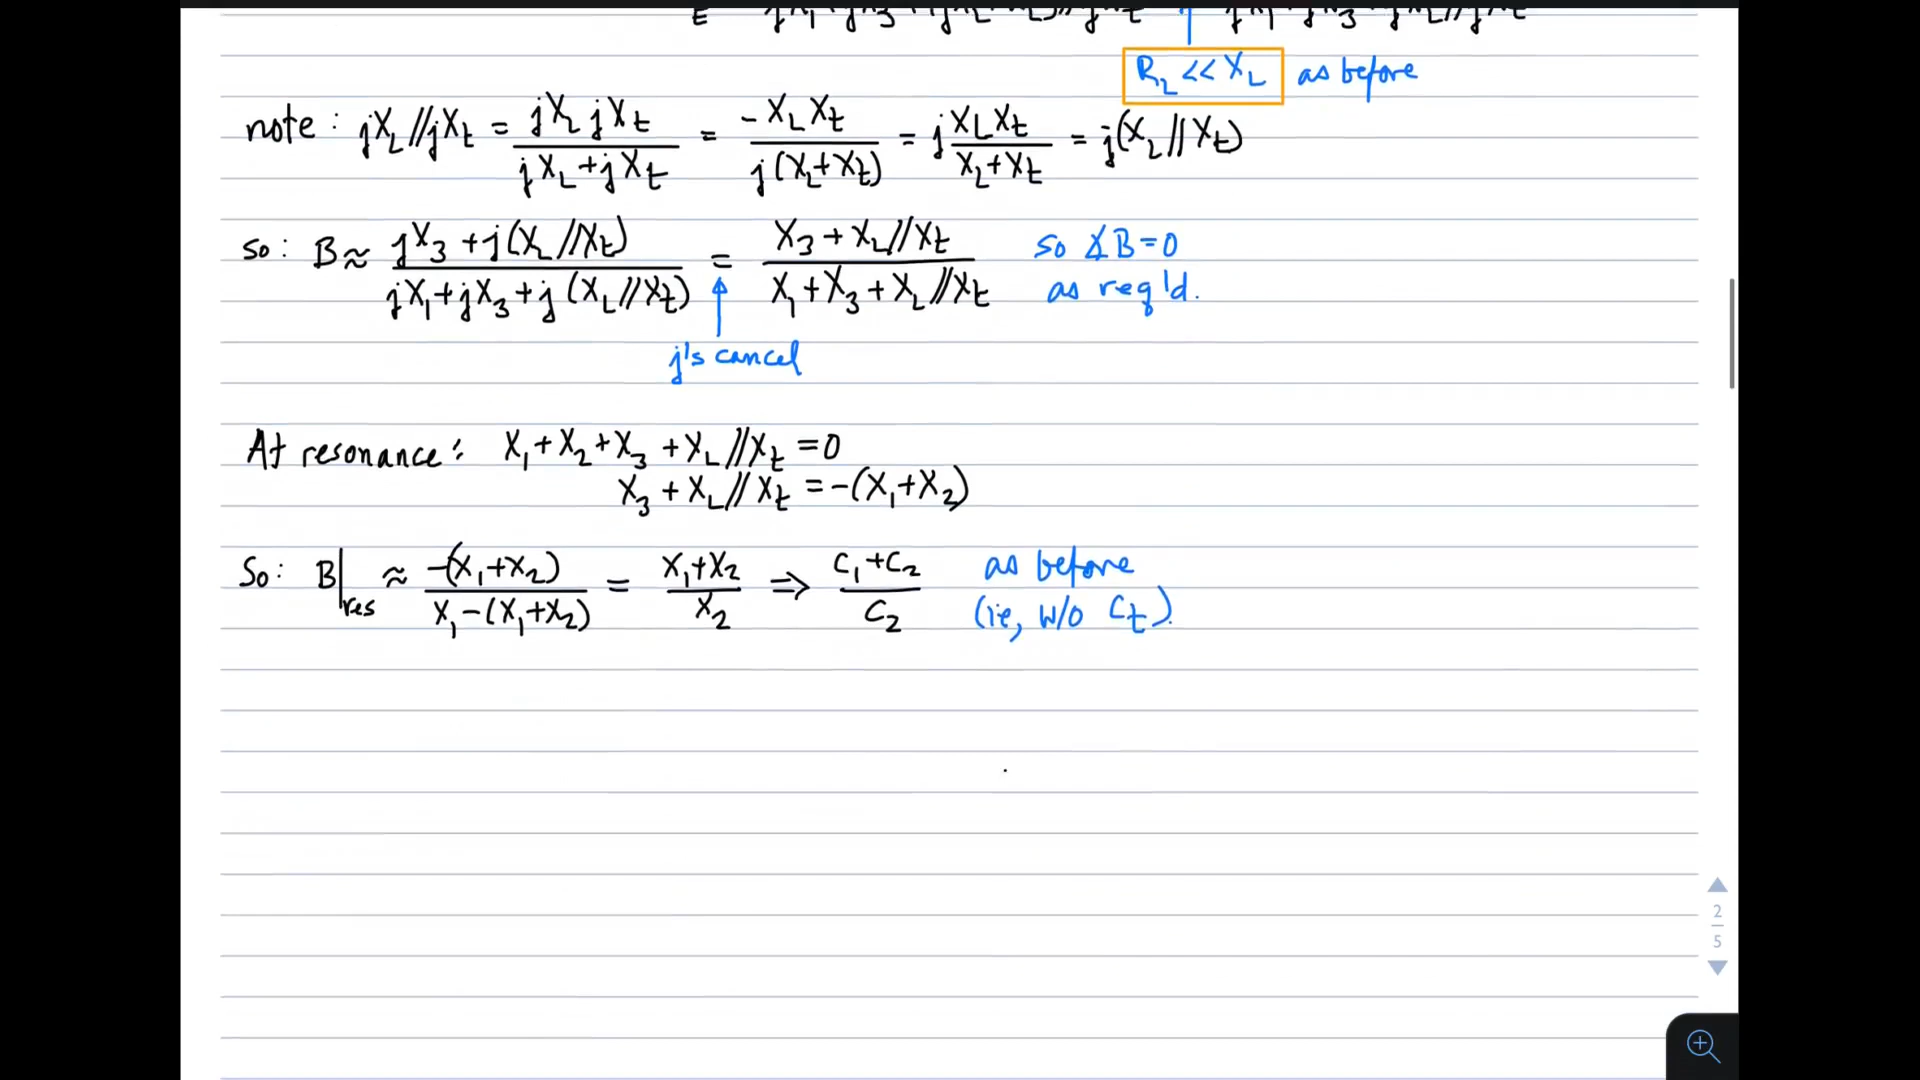 R_L << X_L as before
note: jX_L//jX_t = jX_L jX_t / (jX_L + jX_t) = -X_L X_t / j(X_L+X_t) = j X_L X_t / (X_L+X_t) = j(X_L//X_t)
so: B ≈ (jX_3 + j(X_L//X_t)) / (jX_1+jX_3+j(X_L//X_t)) = (X_3 + X_L//X_t) / (X_1+X_3+X_L//X_t) so ∡B=0
as req'd.
j's cancel
At resonance: X_1+X_2+X_3+X_L//X_t=0
X_3+X_L//X_t=-(X_1+X_2)
So: B|res ≈ -(X_1+X_2) / (X_1-(X_1+X_2)) = (X_1+X_2) / X_2 ⇒ (C_1+C_2) / C_2 as before
(ie, w/o C_t).
2
5